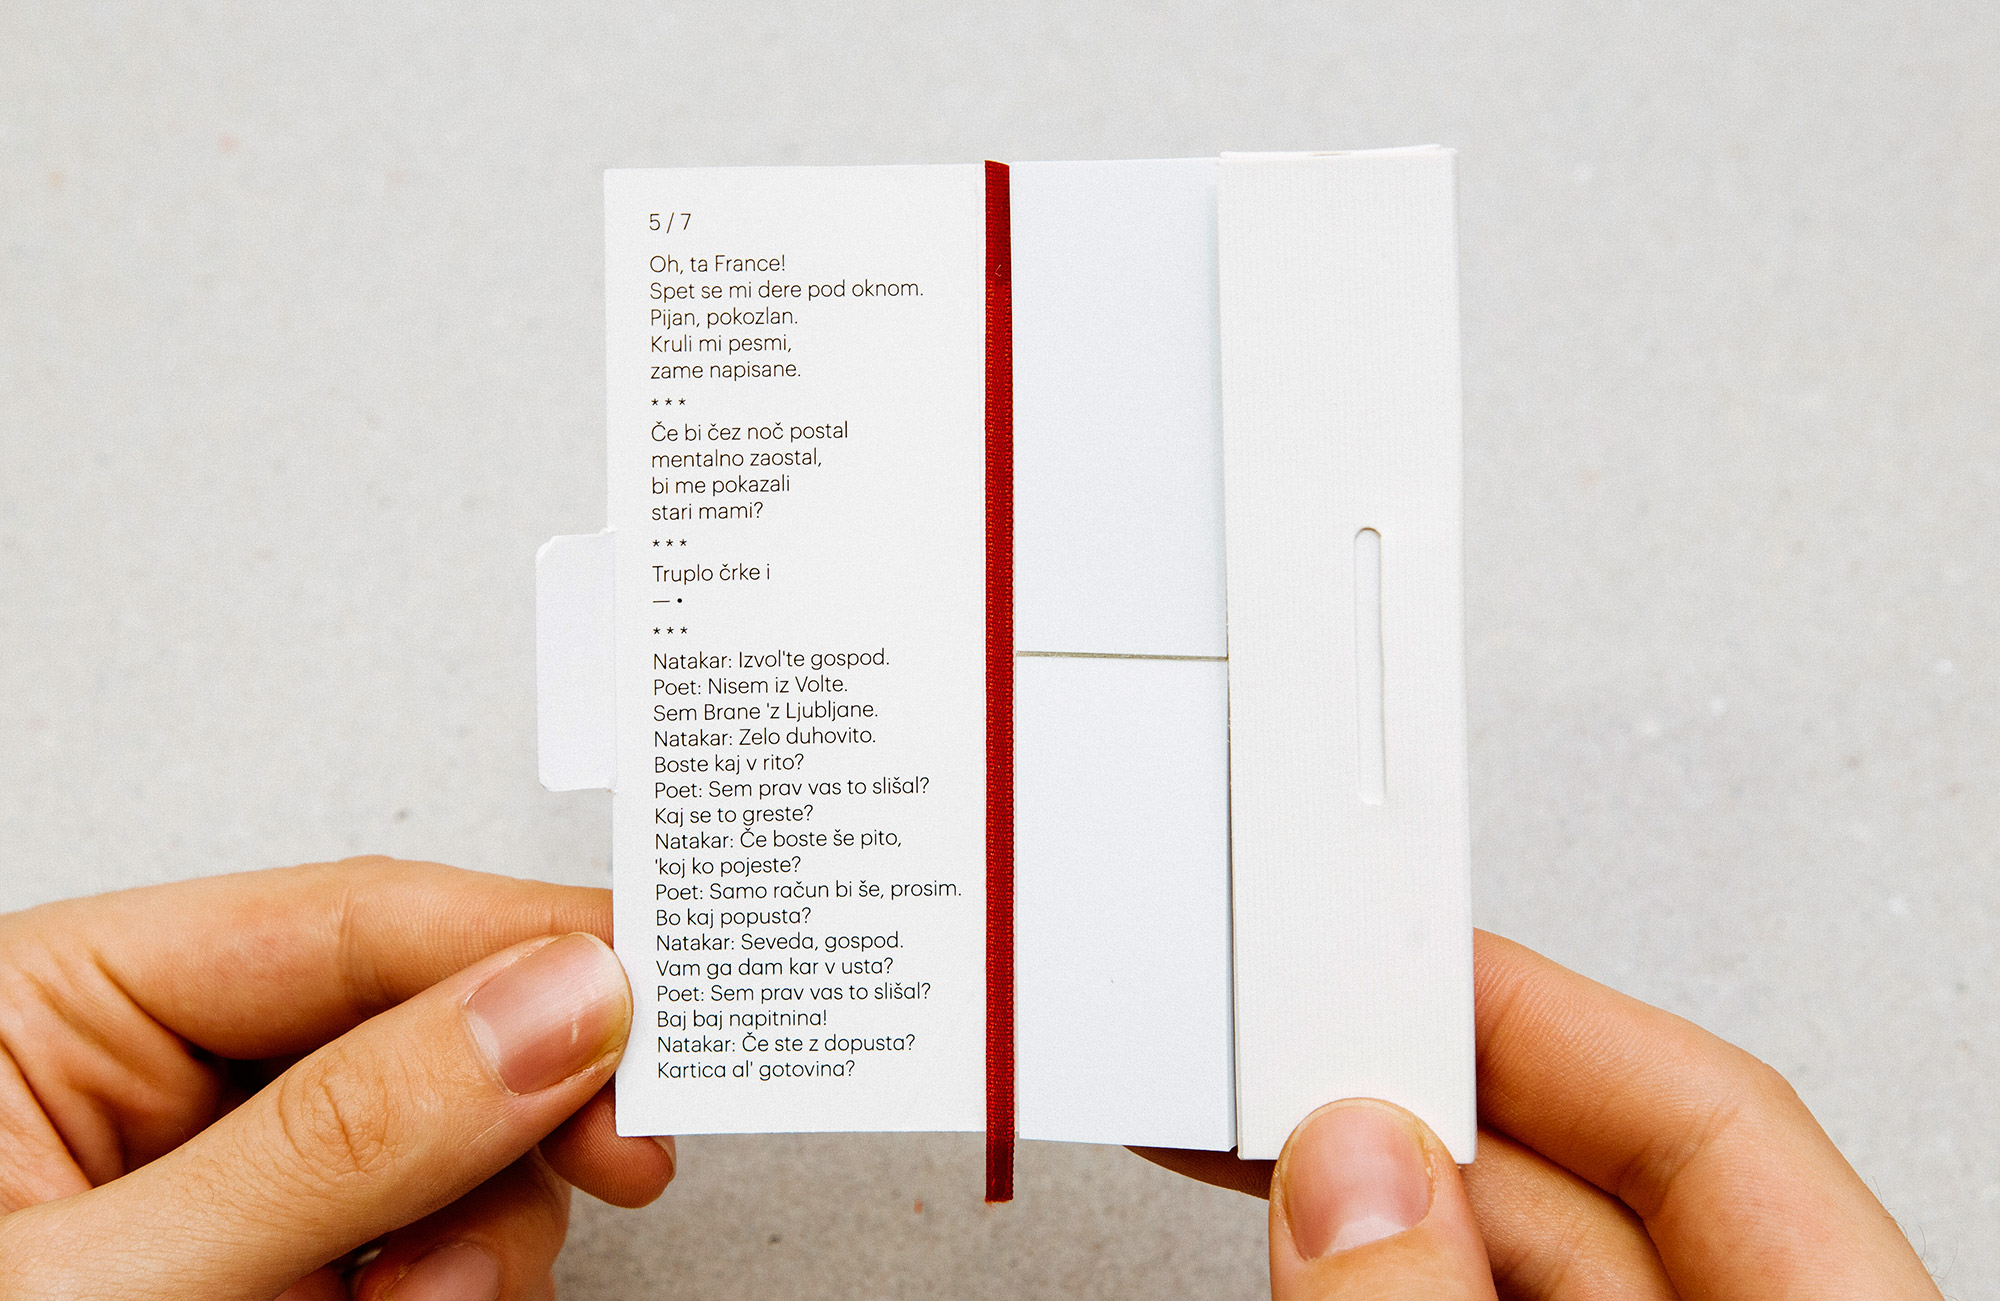 5 / 7
Oh, ta France!
Spet se mi dere pod oknom.
Pijan, pokozlan.
Kruli mi pesmi,
zame napisane.
* * *
Če bi čez noč postal
mentalno zaostal,
bi me pokazali
stari mami?
* * *
Truplo črke i
— •
* * *
Natakar: Izvol'te gospod.
Poet: Nisem iz Volte.
Sem Brane 'z Ljubljane.
Natakar: Zelo duhovito.
Boste kaj v rito?
Poet: Sem prav vas to slišal?
Kaj se to greste?
Natakar: Če boste še pito,
'koj ko pojeste?
Poet: Samo račun bi še, prosim.
Bo kaj popusta?
Natakar: Seveda, gospod.
Vam ga dam kar v usta?
Poet: Sem prav vas to slišal?
Baj baj napitnina!
Natakar: Če ste z dopusta?
Kartica al' gotovina?